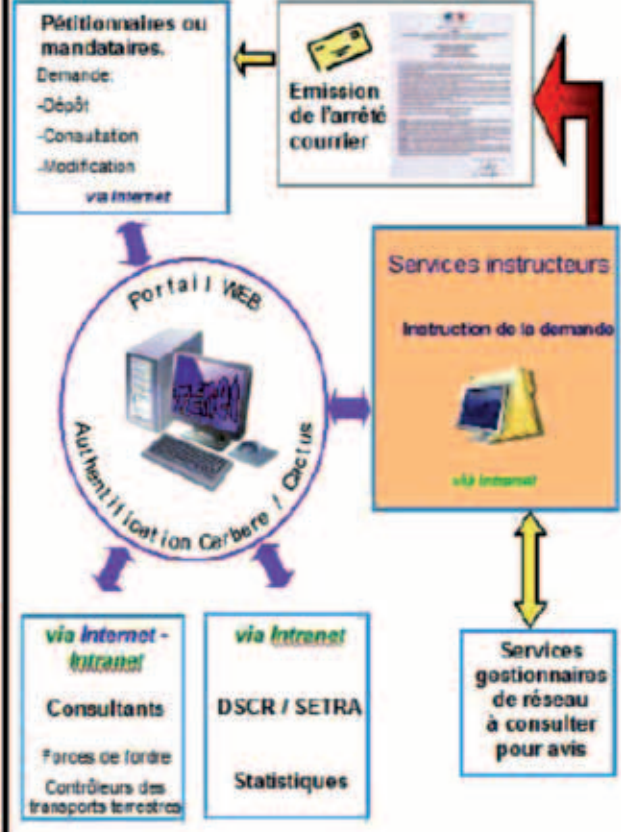 Pétitionnaires ou
mandataires.
Demande:
-Dépôt
-Consultation
-Modification
via Internet
Emission
de l'arrêté
courrier
Services instructeurs
Instruction de la demande
via Intranet
Portail WEB
Authentification Cerbere / Cactus
via Internet -
Intranet
Consultants
Forces de l'ordre
Contrôleurs des
transports terrestres
via Intranet
DSCR / SETRA
Statistiques
Services
gestionnaires
de réseau
à consulter
pour avis